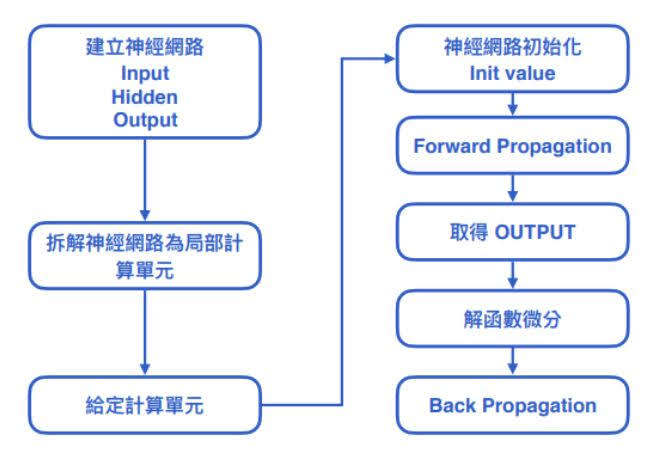 建立神經網路
Input
Hidden
Output
拆解神經網路為局部計
算單元
給定計算單元
神經網路初始化
Init value
Forward Propagation
取得 OUTPUT
解函數微分
Back Propagation